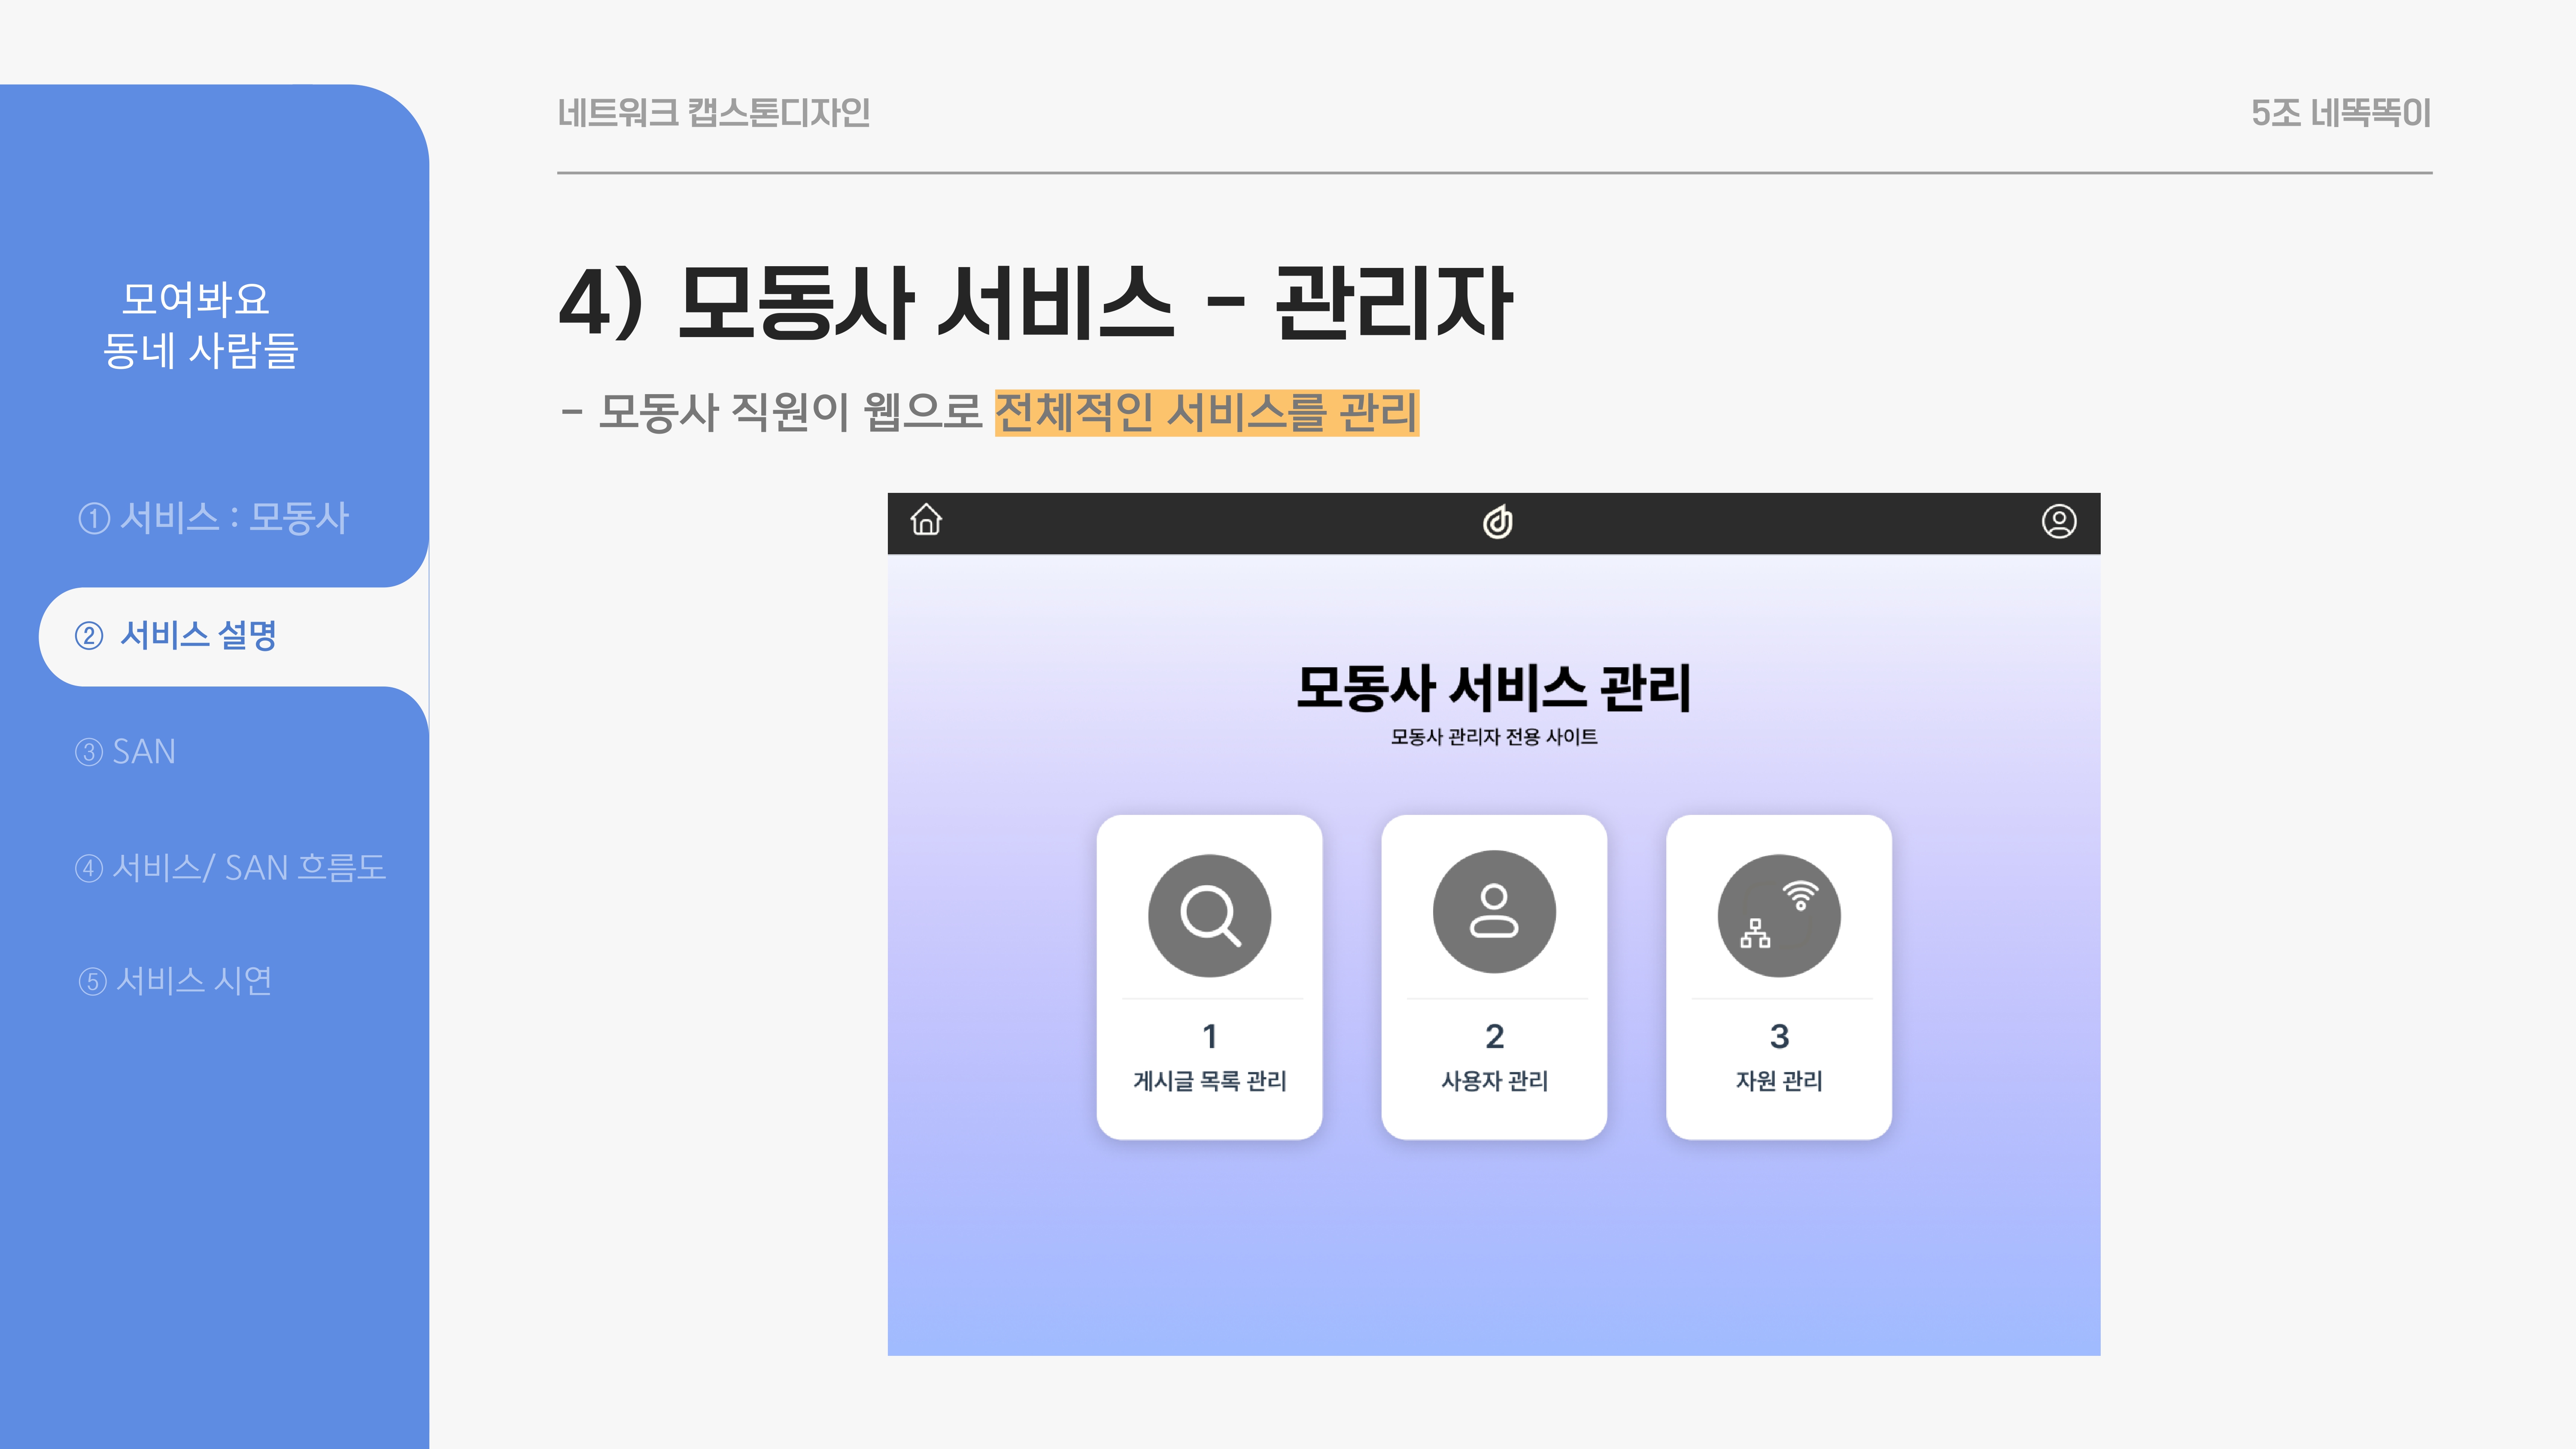 네트워크 캡스톤디자인
5조 네똑똑이
모여봐요
동네 사람들
① 서비스 : 모동사
② 서비스 설명
③ SAN
④ 서비스/ SAN 흐름도
⑤ 서비스 시연
4) 모동사 서비스 - 관리자
- 모동사 직원이 웹으로 전체적인 서비스를 관리
모동사 서비스 관리
모동사 관리자 전용 사이트
1
게시글 목록 관리
2
사용자 관리
3
자원 관리